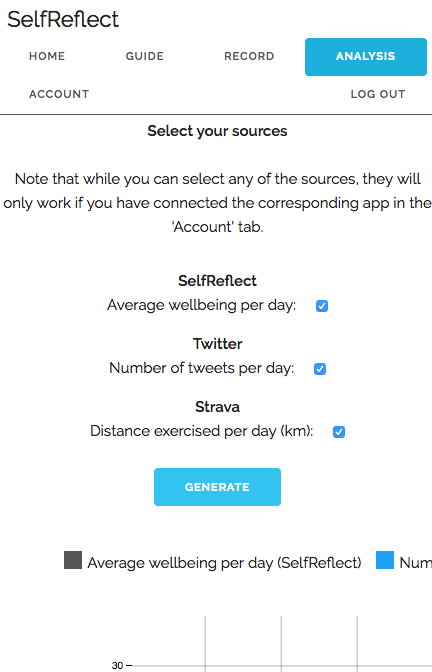 SelfReflect
HOME GUIDE RECORD ANALYSIS
ACCOUNT LOG OUT
Select your sources
Note that while you can select any of the sources, they will
only work if you have connected the corresponding app in the
'Account' tab.
SelfReflect
Average wellbeing per day:
Twitter
Number of tweets per day:
Strava
Distance exercised per day (km):
GENERATE
Average wellbeing per day (SelfReflect) Num
30